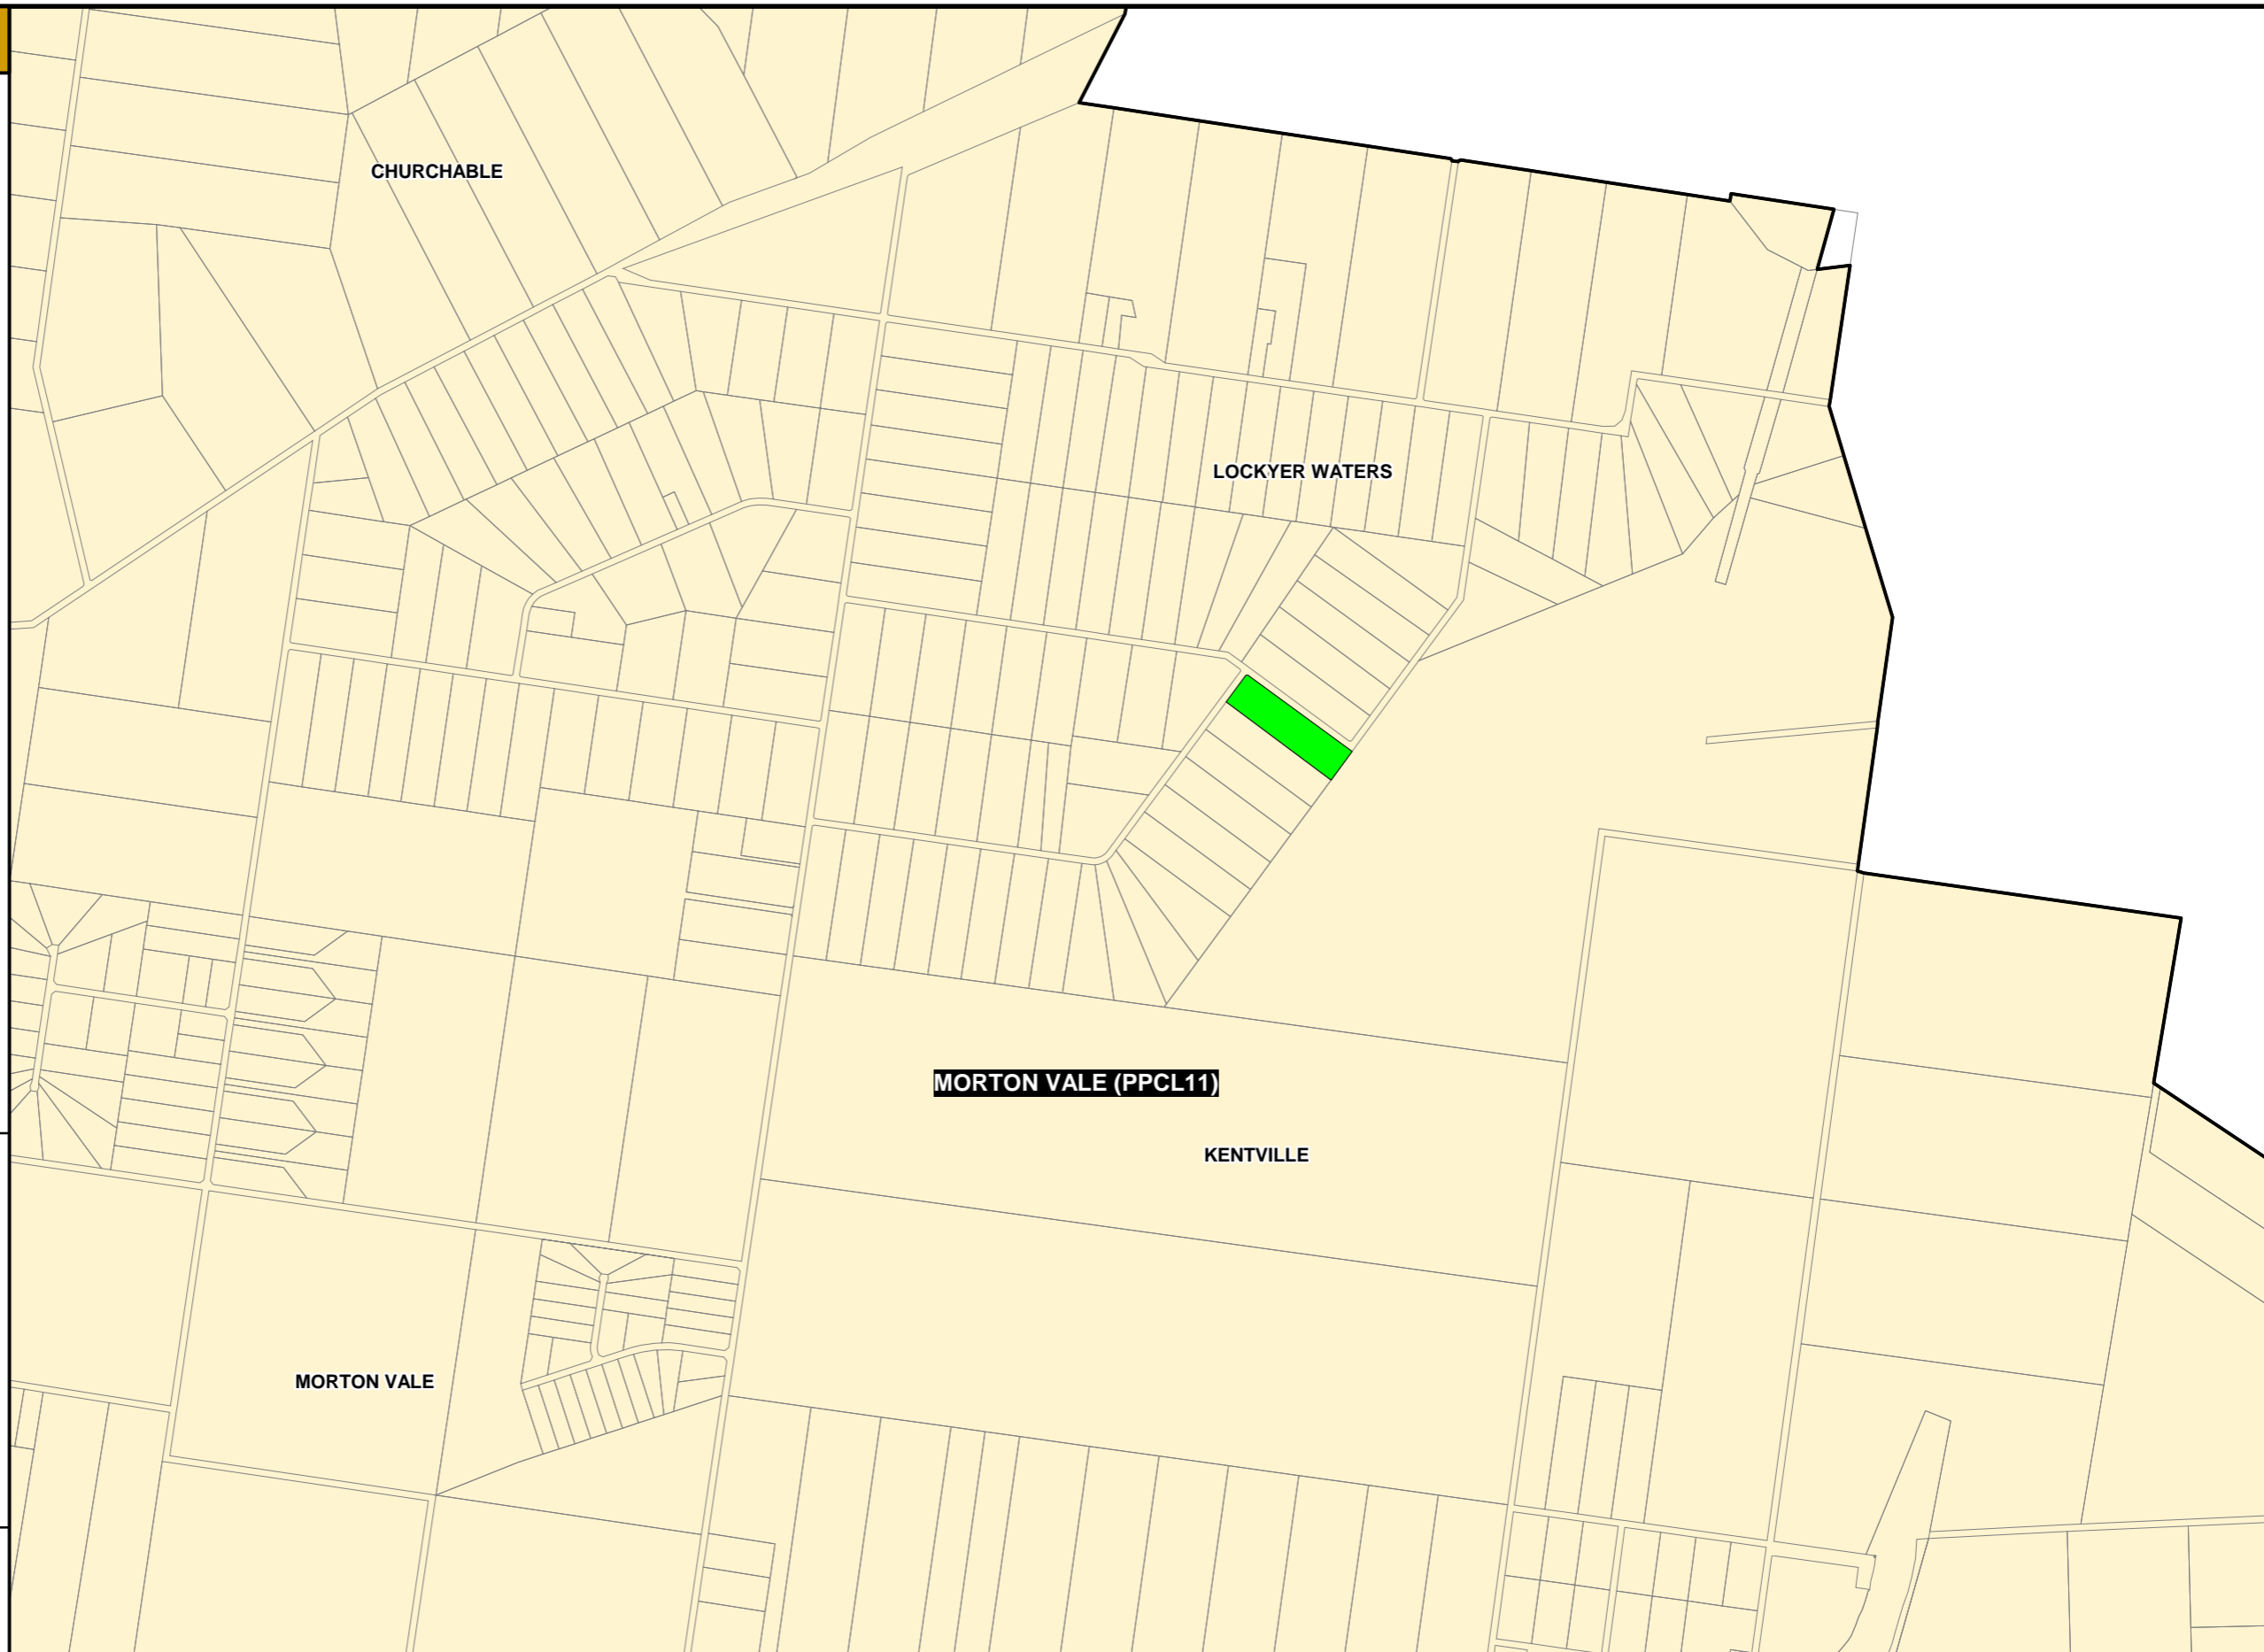 CHURCHABLE
LOCKYER WATERS
MORTON VALE (PPCL11)
KENTVILLE
MORTON VALE